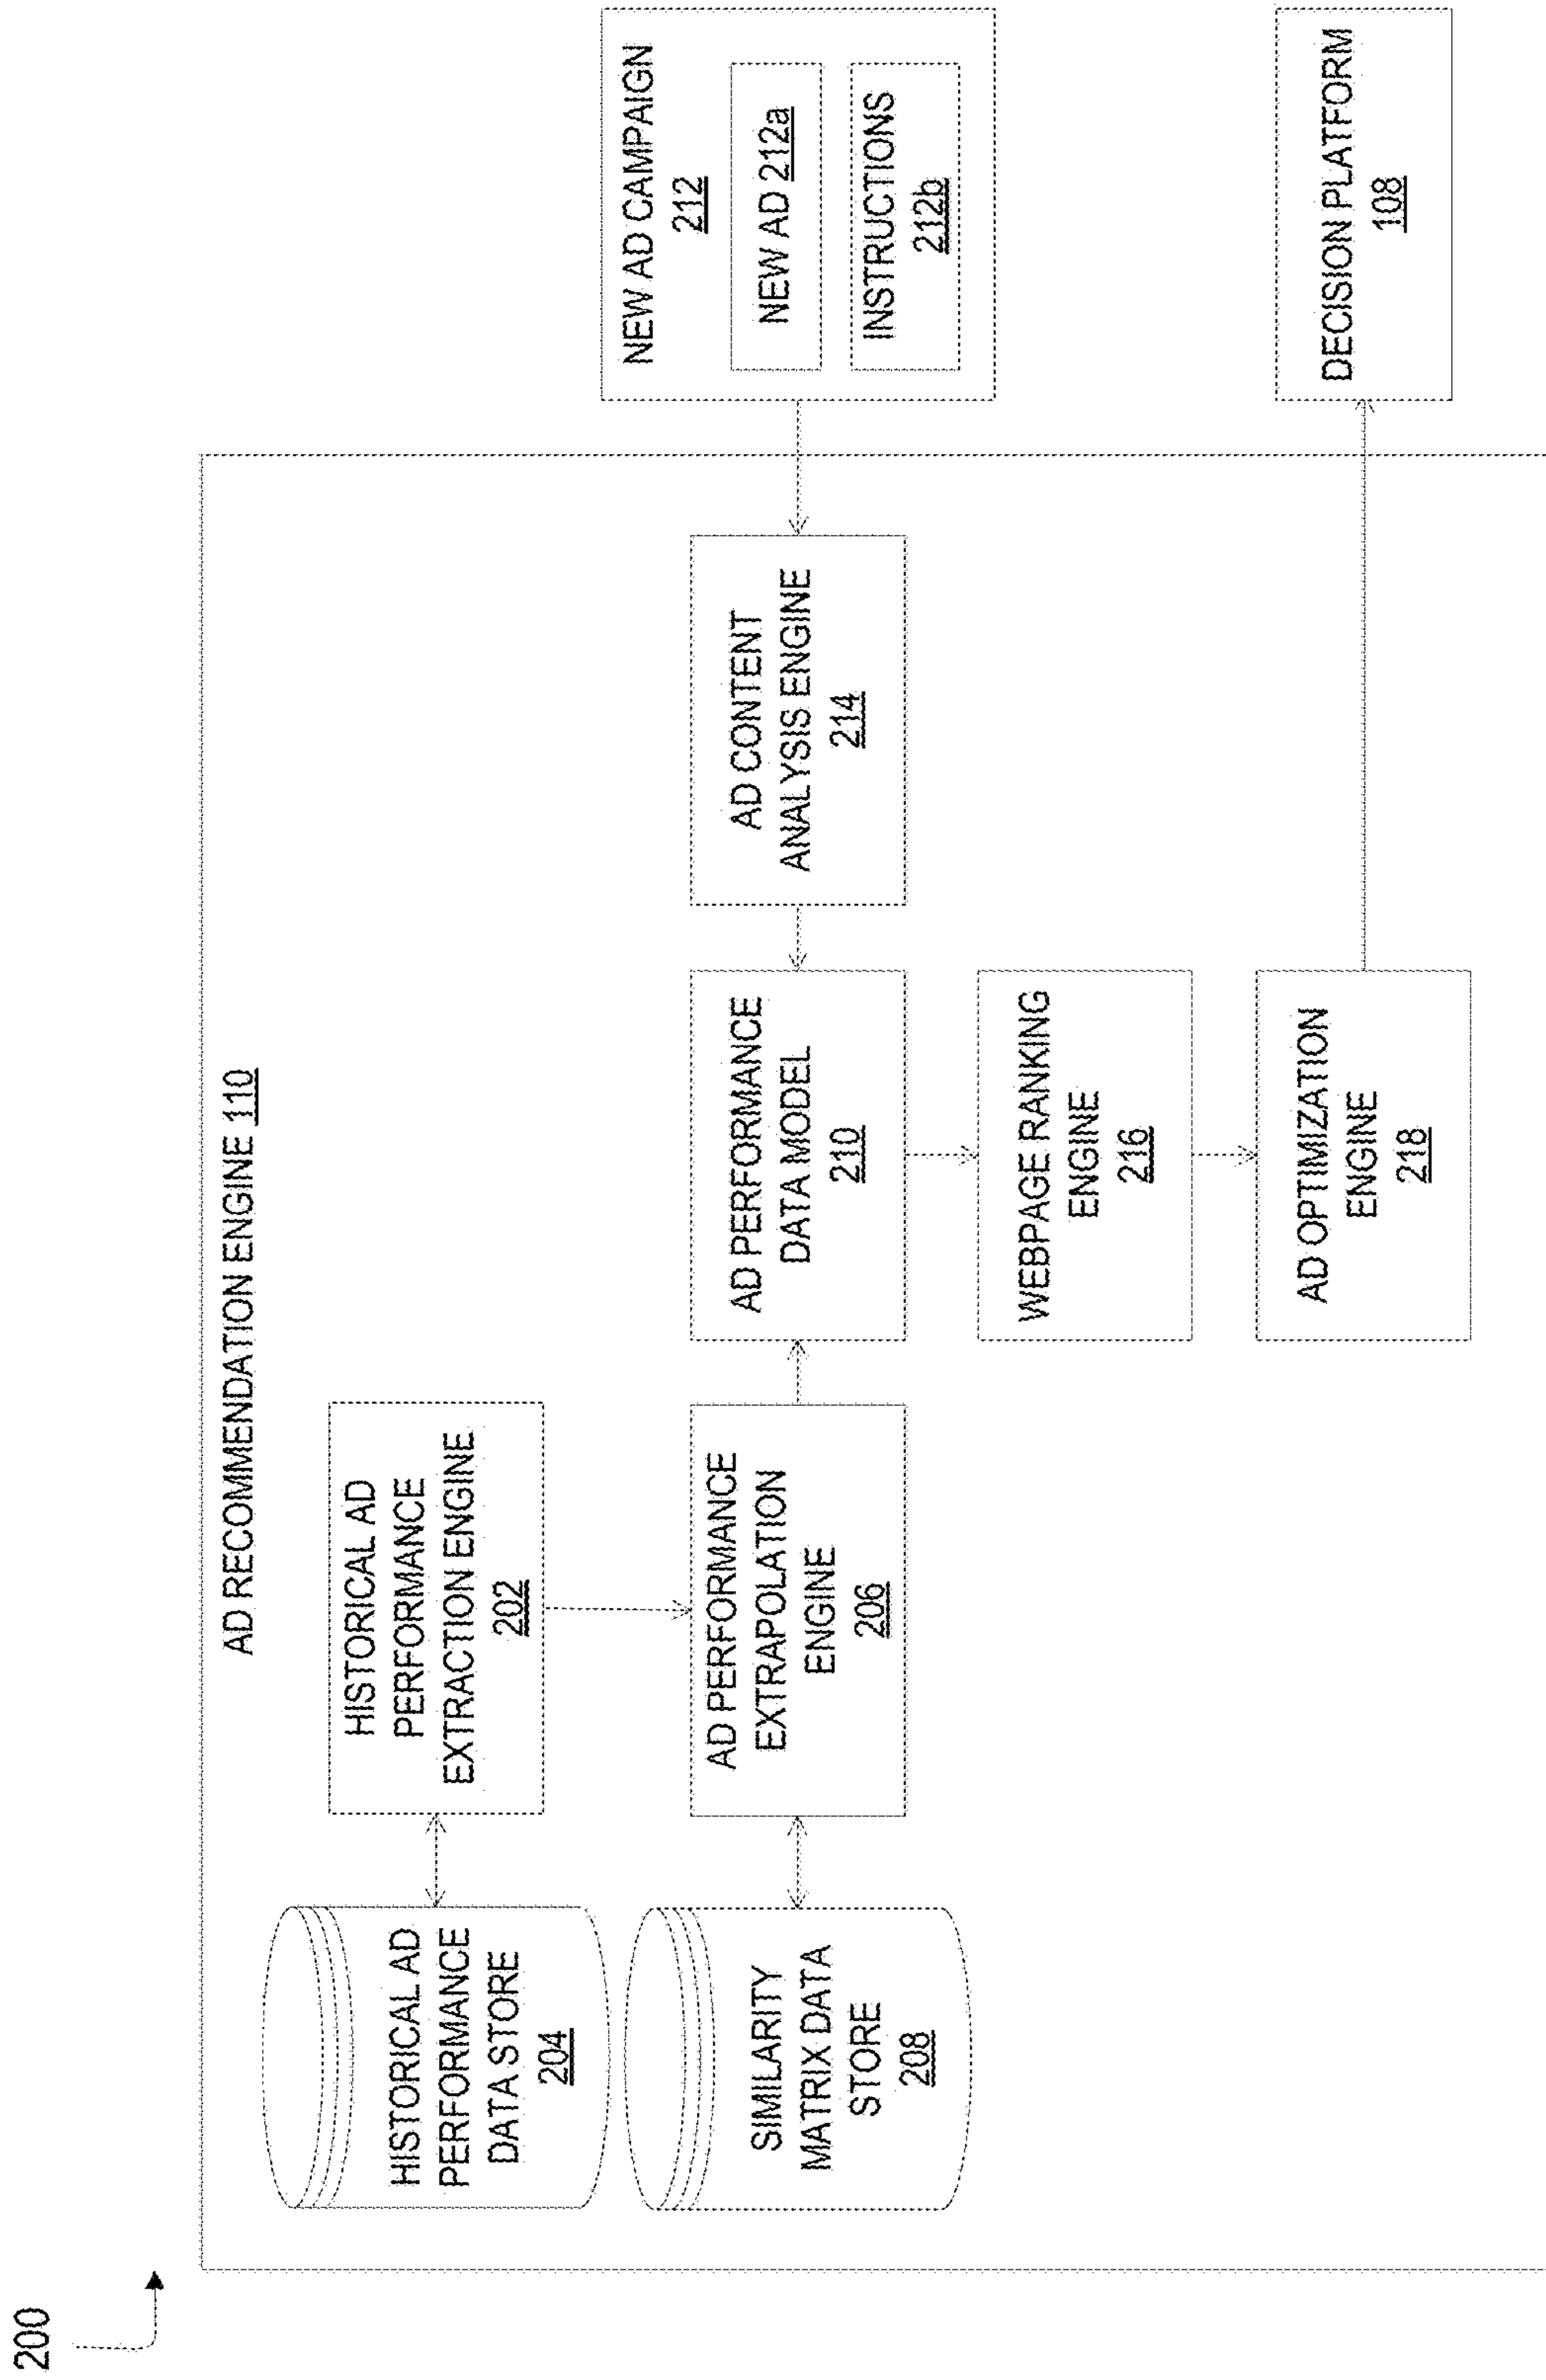 200
AD RECOMMENDATION ENGINE 110
HISTORICAL AD
PERFORMANCE
DATA STORE
204
HISTORICAL AD
PERFORMANCE
EXTRACTION ENGINE
202
SIMILARITY
MATRIX DATA
STORE
208
AD PERFORMANCE
EXTRAPOLATION
ENGINE
206
AD PERFORMANCE
DATA MODEL
210
AD CONTENT
ANALYSIS ENGINE
214
NEW AD CAMPAIGN
212
NEW AD 212a
INSTRUCTIONS
212b
WEBPAGE RANKING
ENGINE
216
AD OPTIMIZATION
ENGINE
218
DECISION PLATFORM
108